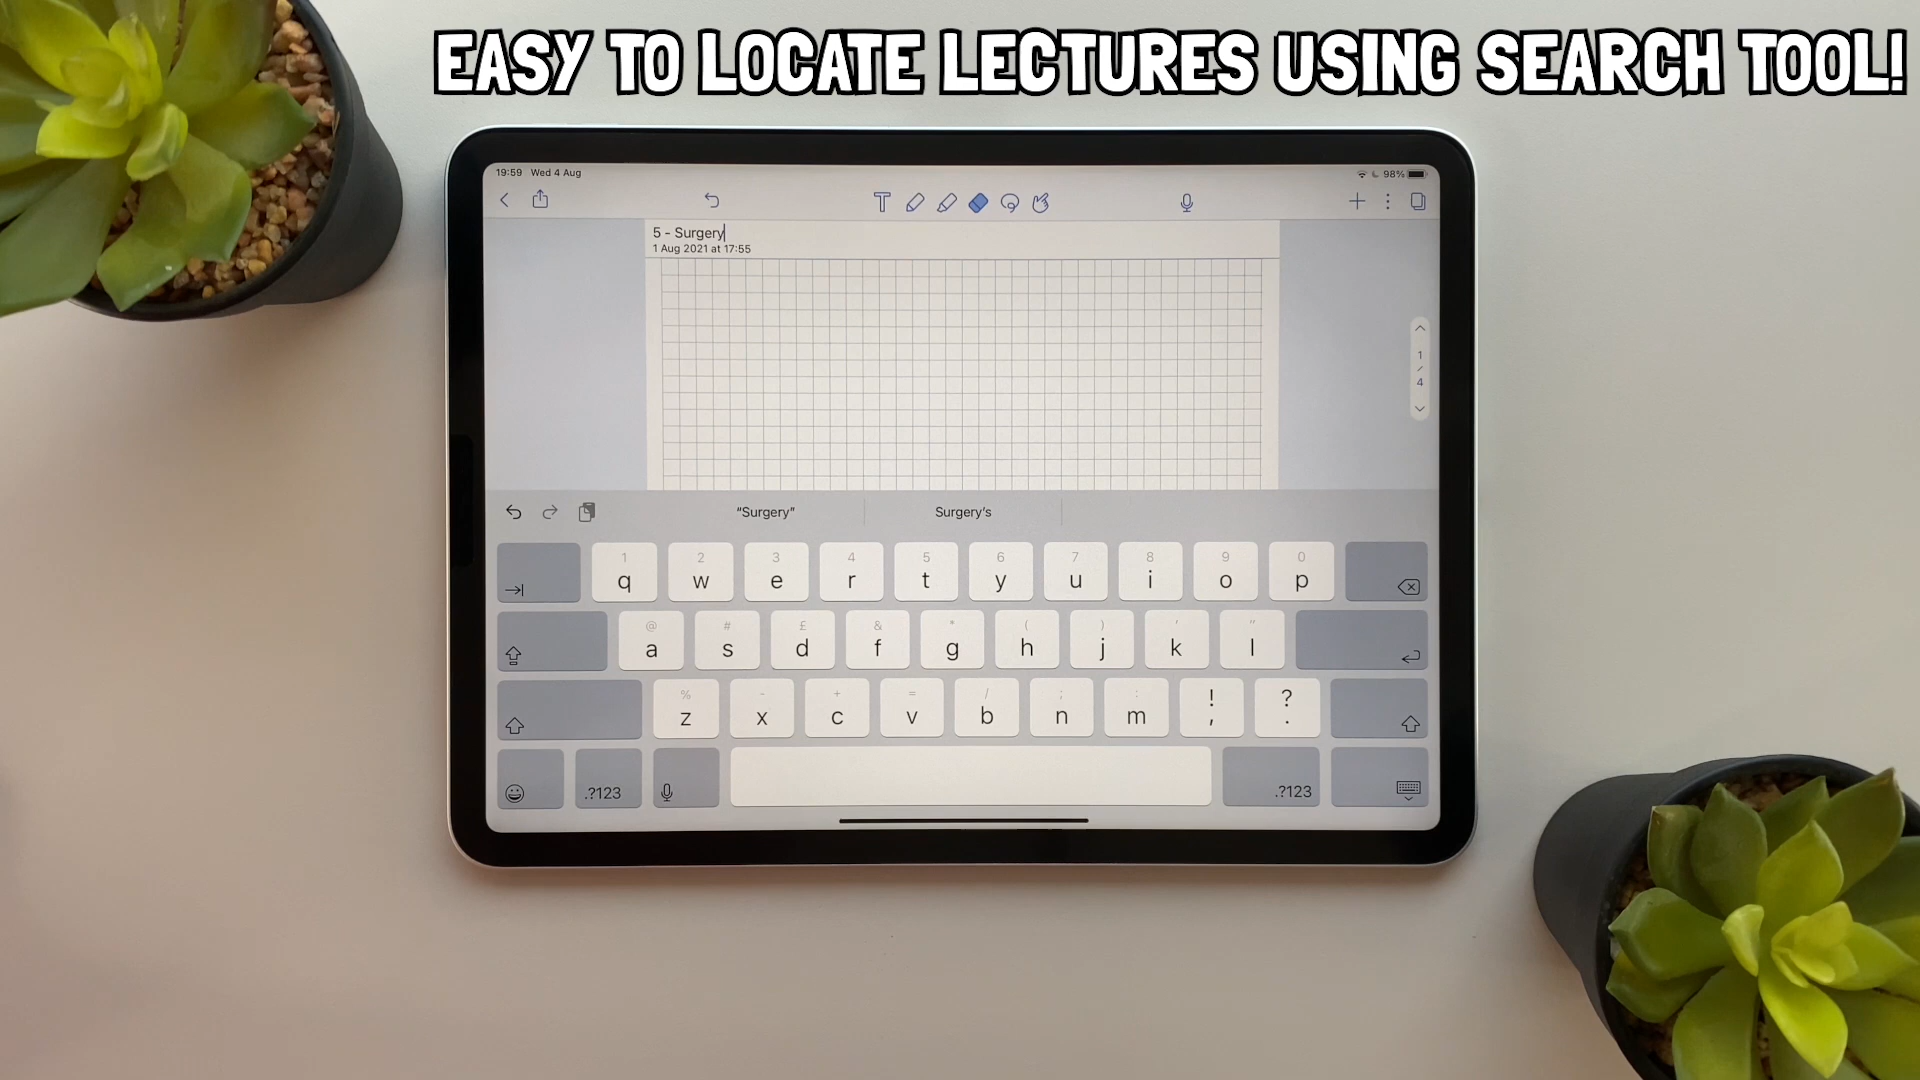 EASY TO LOCATE LECTURES USING SEARCH TOOL!
19:59 Wed 4 Aug
98%
5 - Surgery
1 Aug 2021 at 17:55
1
/
4
“Surgery” Surgery’s
1 2 3 4 5 6 7 8 9 0
q w e r t y u i o p
@ # £ & * ( ) ' "
a s d f g h j k l
% - + = / ; : ! ?
z x c v b n m , .
.?123 .?123